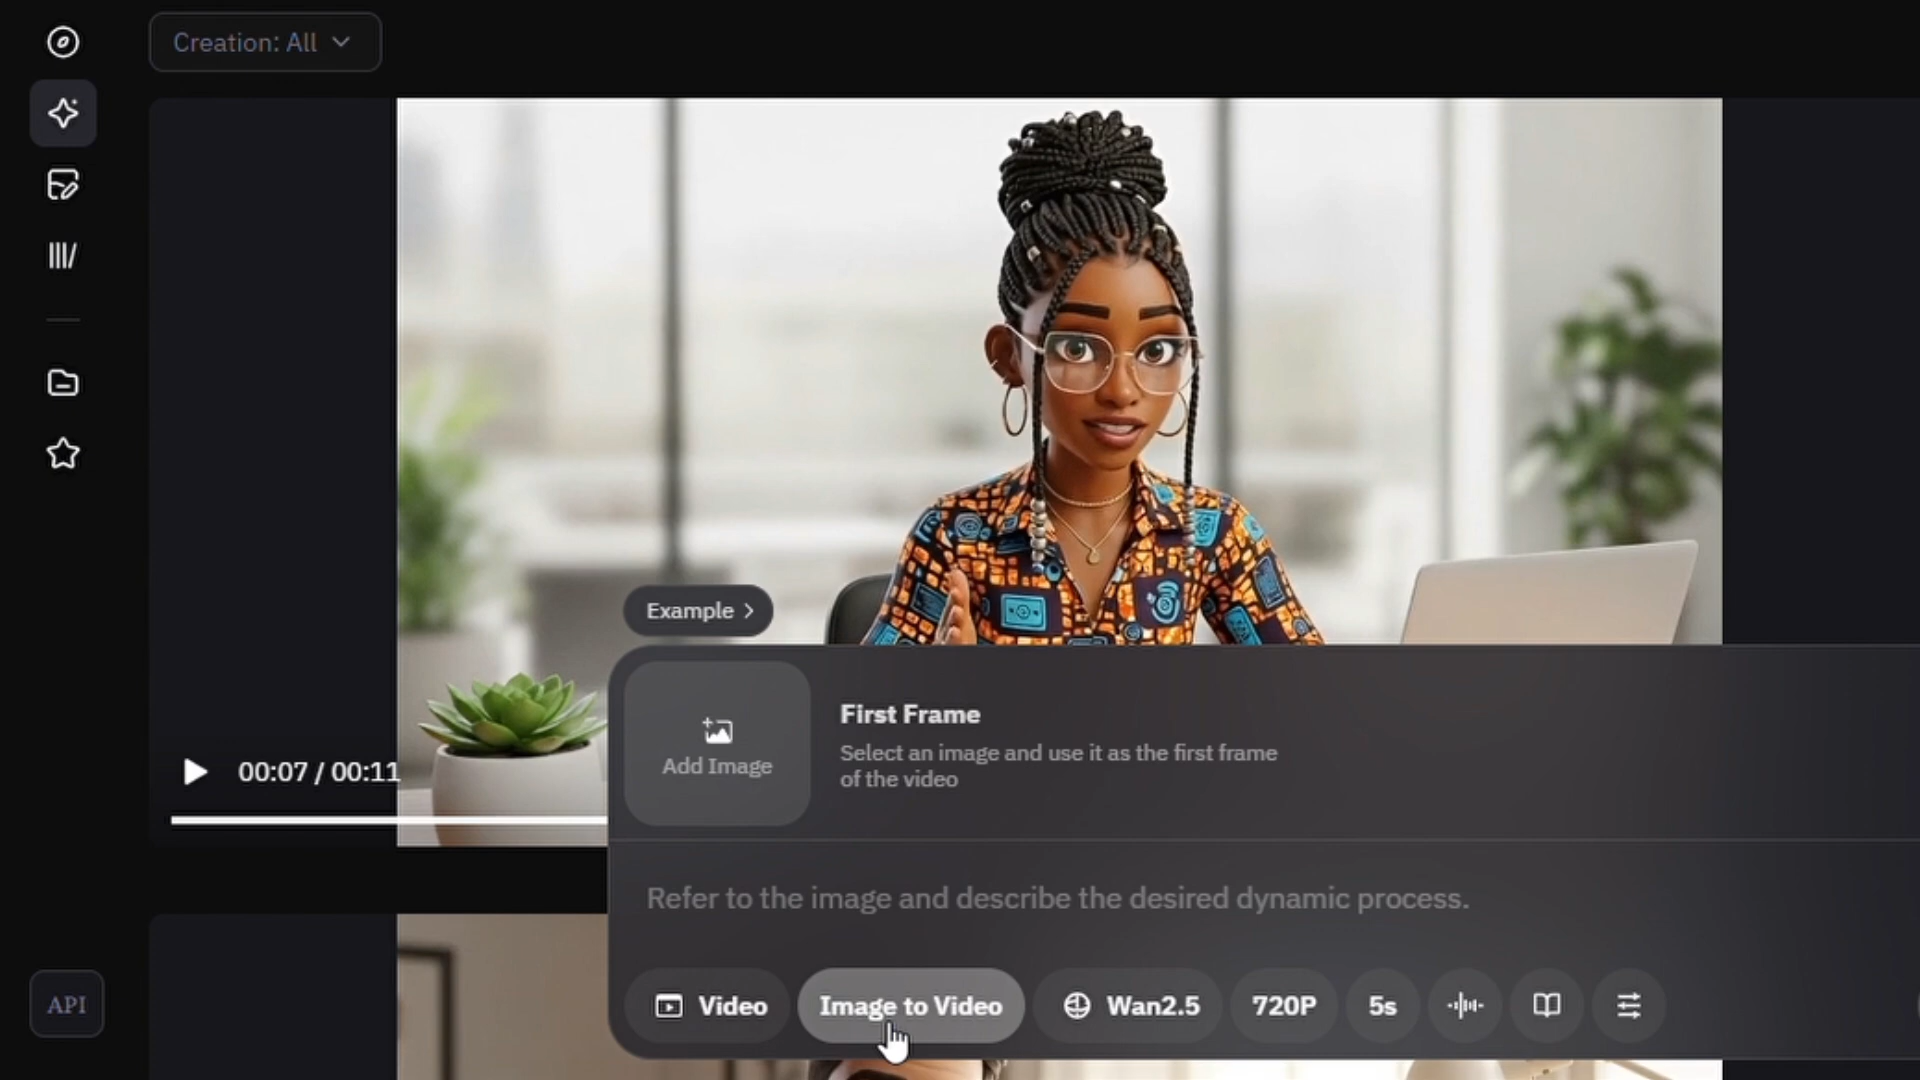 Creation: All
Example
Add Image
First Frame
Select an image and use it as the first frame
of the video
00:07 / 00:11
Refer to the image and describe the desired dynamic process.
API
Video
Image to Video
Wan2.5
720P
5s